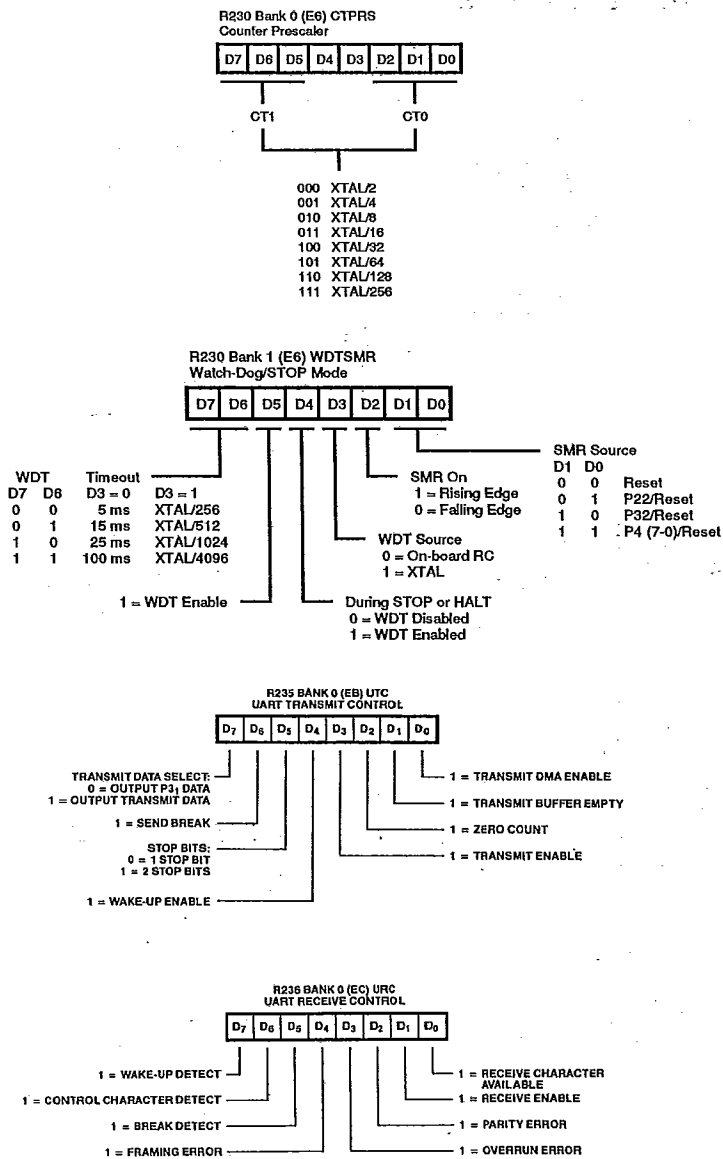 R230 Bank 0 (E6) CTPRS
Counter Prescaler
D7 D6 D5 D4 D3 D2 D1 D0
CT1 CT0
000 XTAL/2
001 XTAL/4
010 XTAL/8
011 XTAL/16
100 XTAL/32
101 XTAL/64
110 XTAL/128
111 XTAL/256
R230 Bank 1 (E6) WDTSMR
Watch-Dog/STOP Mode
D7 D6 D5 D4 D3 D2 D1 D0
WDT Timeout
D7 D6 D3 = 0 D3 = 1
0 0 5 ms XTAL/256
0 1 15 ms XTAL/512
1 0 25 ms XTAL/1024
1 1 100 ms XTAL/4096
1 = WDT Enable
During STOP or HALT
0 = WDT Disabled
1 = WDT Enabled
WDT Source
0 = On-board RC
1 = XTAL
SMR On
1 = Rising Edge
0 = Falling Edge
SMR Source
D1 D0
0 0 Reset
0 1 P22/Reset
1 0 P32/Reset
1 1 P4 (7-0)/Reset
R235 BANK 0 (EB) UTC
UART TRANSMIT CONTROL
D7 D6 D5 D4 D3 D2 D1 D0
TRANSMIT DATA SELECT:
0 = OUTPUT P31 DATA
1 = OUTPUT TRANSMIT DATA
1 = SEND BREAK
STOP BITS:
0 = 1 STOP BIT
1 = 2 STOP BITS
1 = WAKE-UP ENABLE
1 = TRANSMIT DMA ENABLE
1 = TRANSMIT BUFFER EMPTY
1 = ZERO COUNT
1 = TRANSMIT ENABLE
R236 BANK 0 (EC) URC
UART RECEIVE CONTROL
D7 D6 D5 D4 D3 D2 D1 D0
1 = WAKE-UP DETECT
1 = CONTROL CHARACTER DETECT
1 = BREAK DETECT
1 = FRAMING ERROR
1 = RECEIVE CHARACTER
AVAILABLE
1 = RECEIVE ENABLE
1 = PARITY ERROR
1 = OVERRUN ERROR